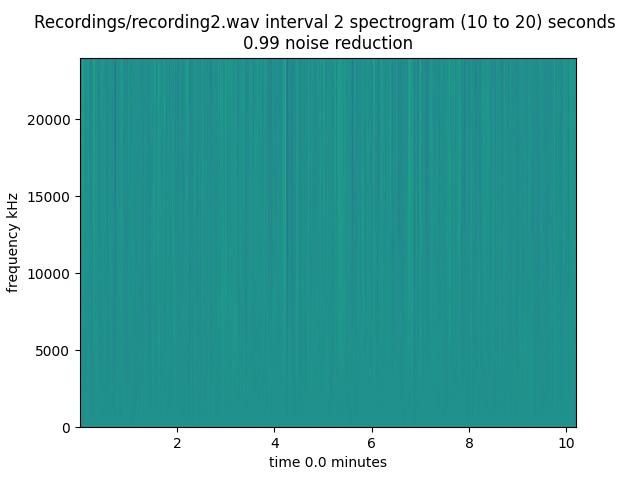 Recordings/recording2.wav interval 2 spectrogram (10 to 20) seconds
0.99 noise reduction
frequency kHz
20000
15000
10000
5000
0
2 4 6 8 10
time 0.0 minutes